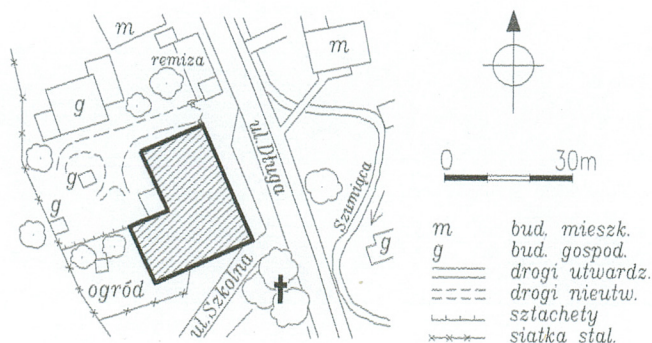 m
remiza
m
g
ul. Długa
g
Szumiąca
g
g
ogród
ul. Szkolna
0 30m
m bud. mieszk.
g bud. gospod.
drogi utwardz.
drogi nieutw.
sztachety
siatka stal.